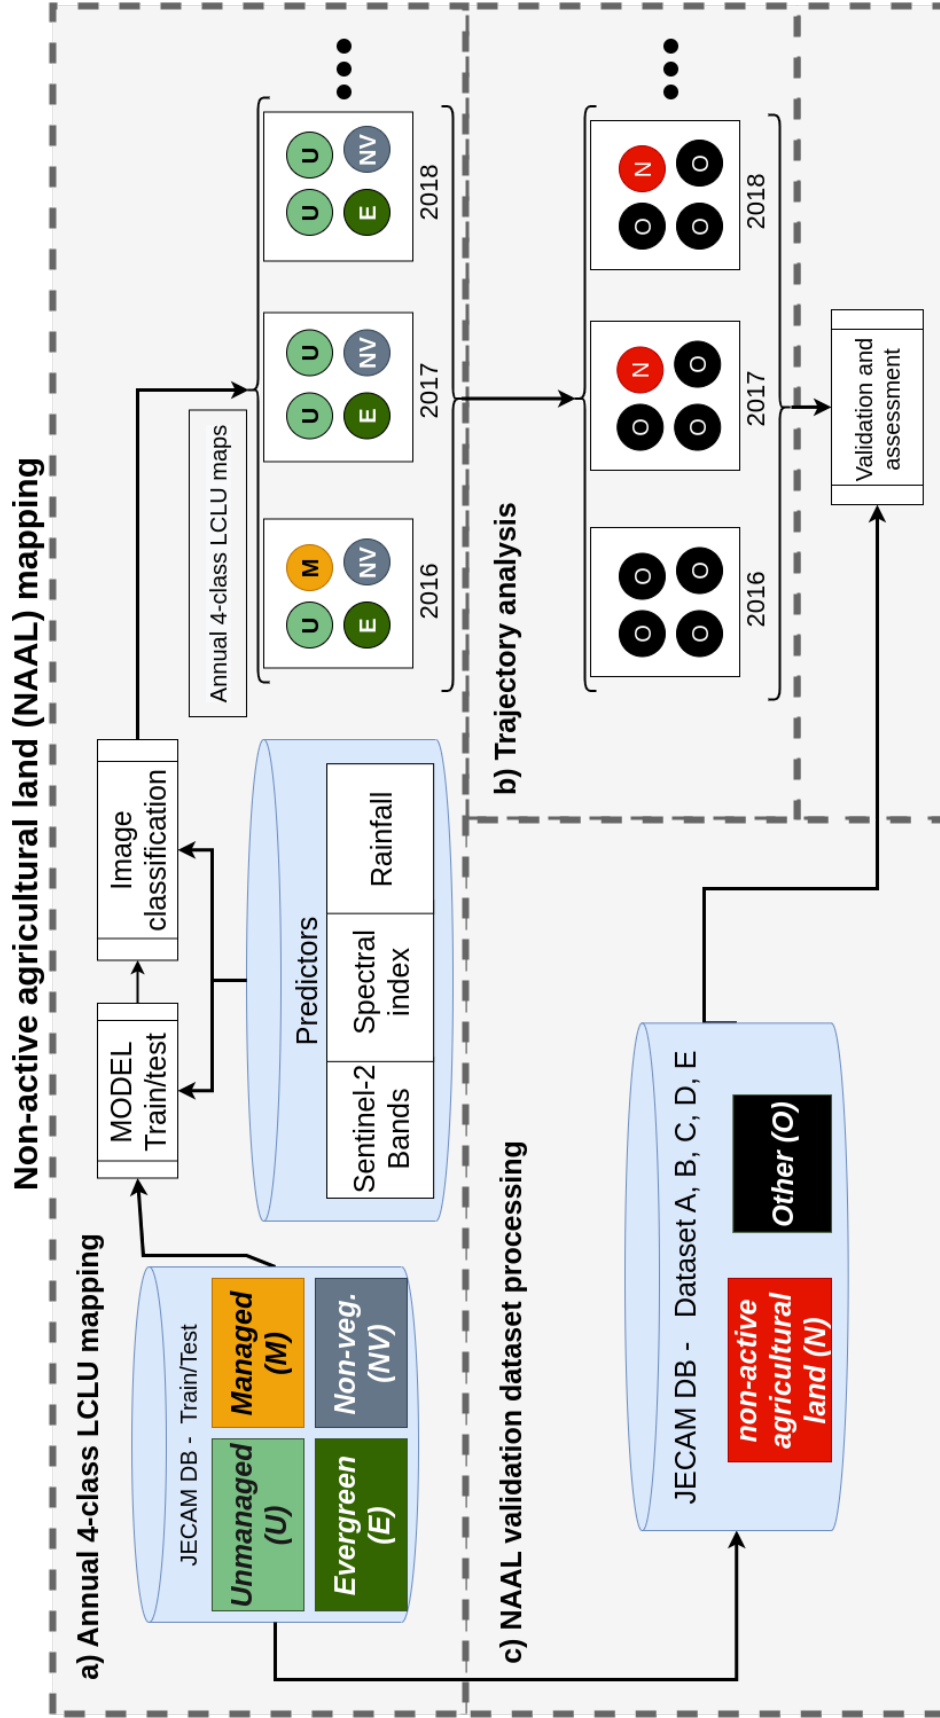 Non-active agricultural land (NAAL) mapping
a) Annual 4-class LCLU mapping
JECAM DB - Train/Test
Unmanaged
(U)
Managed
(M)
Evergreen
(E)
Non-veg.
(NV)
MODEL
Train/test
Image
classification
Predictors
Sentinel-2
Bands
Spectral
index
Rainfall
Annual 4-class LCLU maps
U M
E NV
2016
U U
E NV
2017
U U
E NV
2018
b) Trajectory analysis
O O
O O
2016
O N
O O
2017
O N
O O
2018
c) NAAL validation dataset processing
JECAM DB - Dataset A, B, C, D, E
non-active
agricultural
land (N)
Other (O)
Validation and
assessment